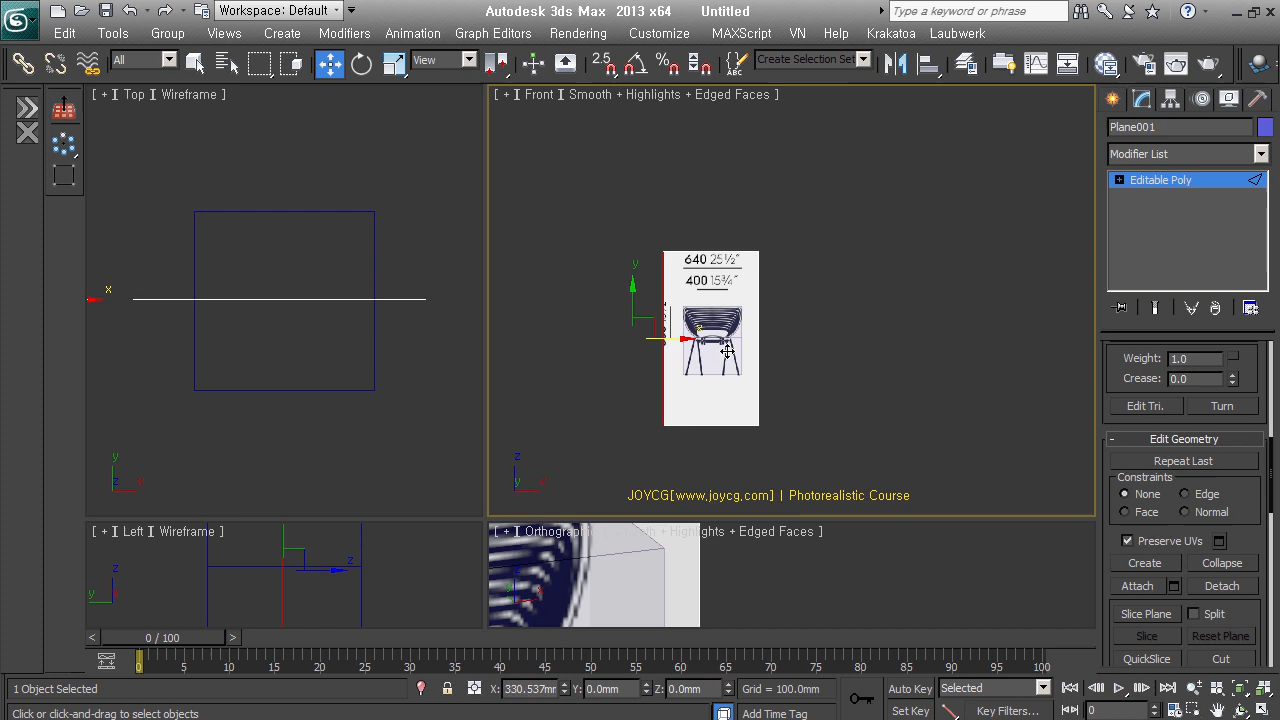 Workspace: Default
Autodesk 3ds Max 2013 x64 Untitled
Type a keyword or phrase
Edit Tools Group Views Create Modifiers Animation Graph Editors Rendering Customize MAXScript VN Help Krakatoa Laubwerk
All
View
2.5
Create Selection Set
[ + ] Top ] Wireframe ]
[ + ] Front ] Smooth + Highlights + Edged Faces ]
Plane001
Modifier List
Editable Poly
640 25½"
400 15¾"
x
y
JOYCG[www.joycg.com] | Photorealistic Course
[ + ] Left ] Wireframe ]
+ Highlights + Edged Faces ]
z
y
Weight: 1.0
Crease: 0.0
Edit Tri. Turn
- Edit Geometry
Repeat Last
Constraints
None Edge
Face Normal
Preserve UVs
Create Collapse
Attach Detach
Slice Plane Split
Slice Reset Plane
QuickSlice Cut
< 0 / 100 >
0 5 10 15 20 25 30 35 40 45 50 55 60 65 70 75 80 85 90 95 100
1 Object Selected
X: 330.537mm Y: 0.0mm Z: 0.0mm
Grid = 100.0mm
Auto Key Selected
Click or click-and-drag to select objects
Add Time Tag
Set Key Key Filters... 0